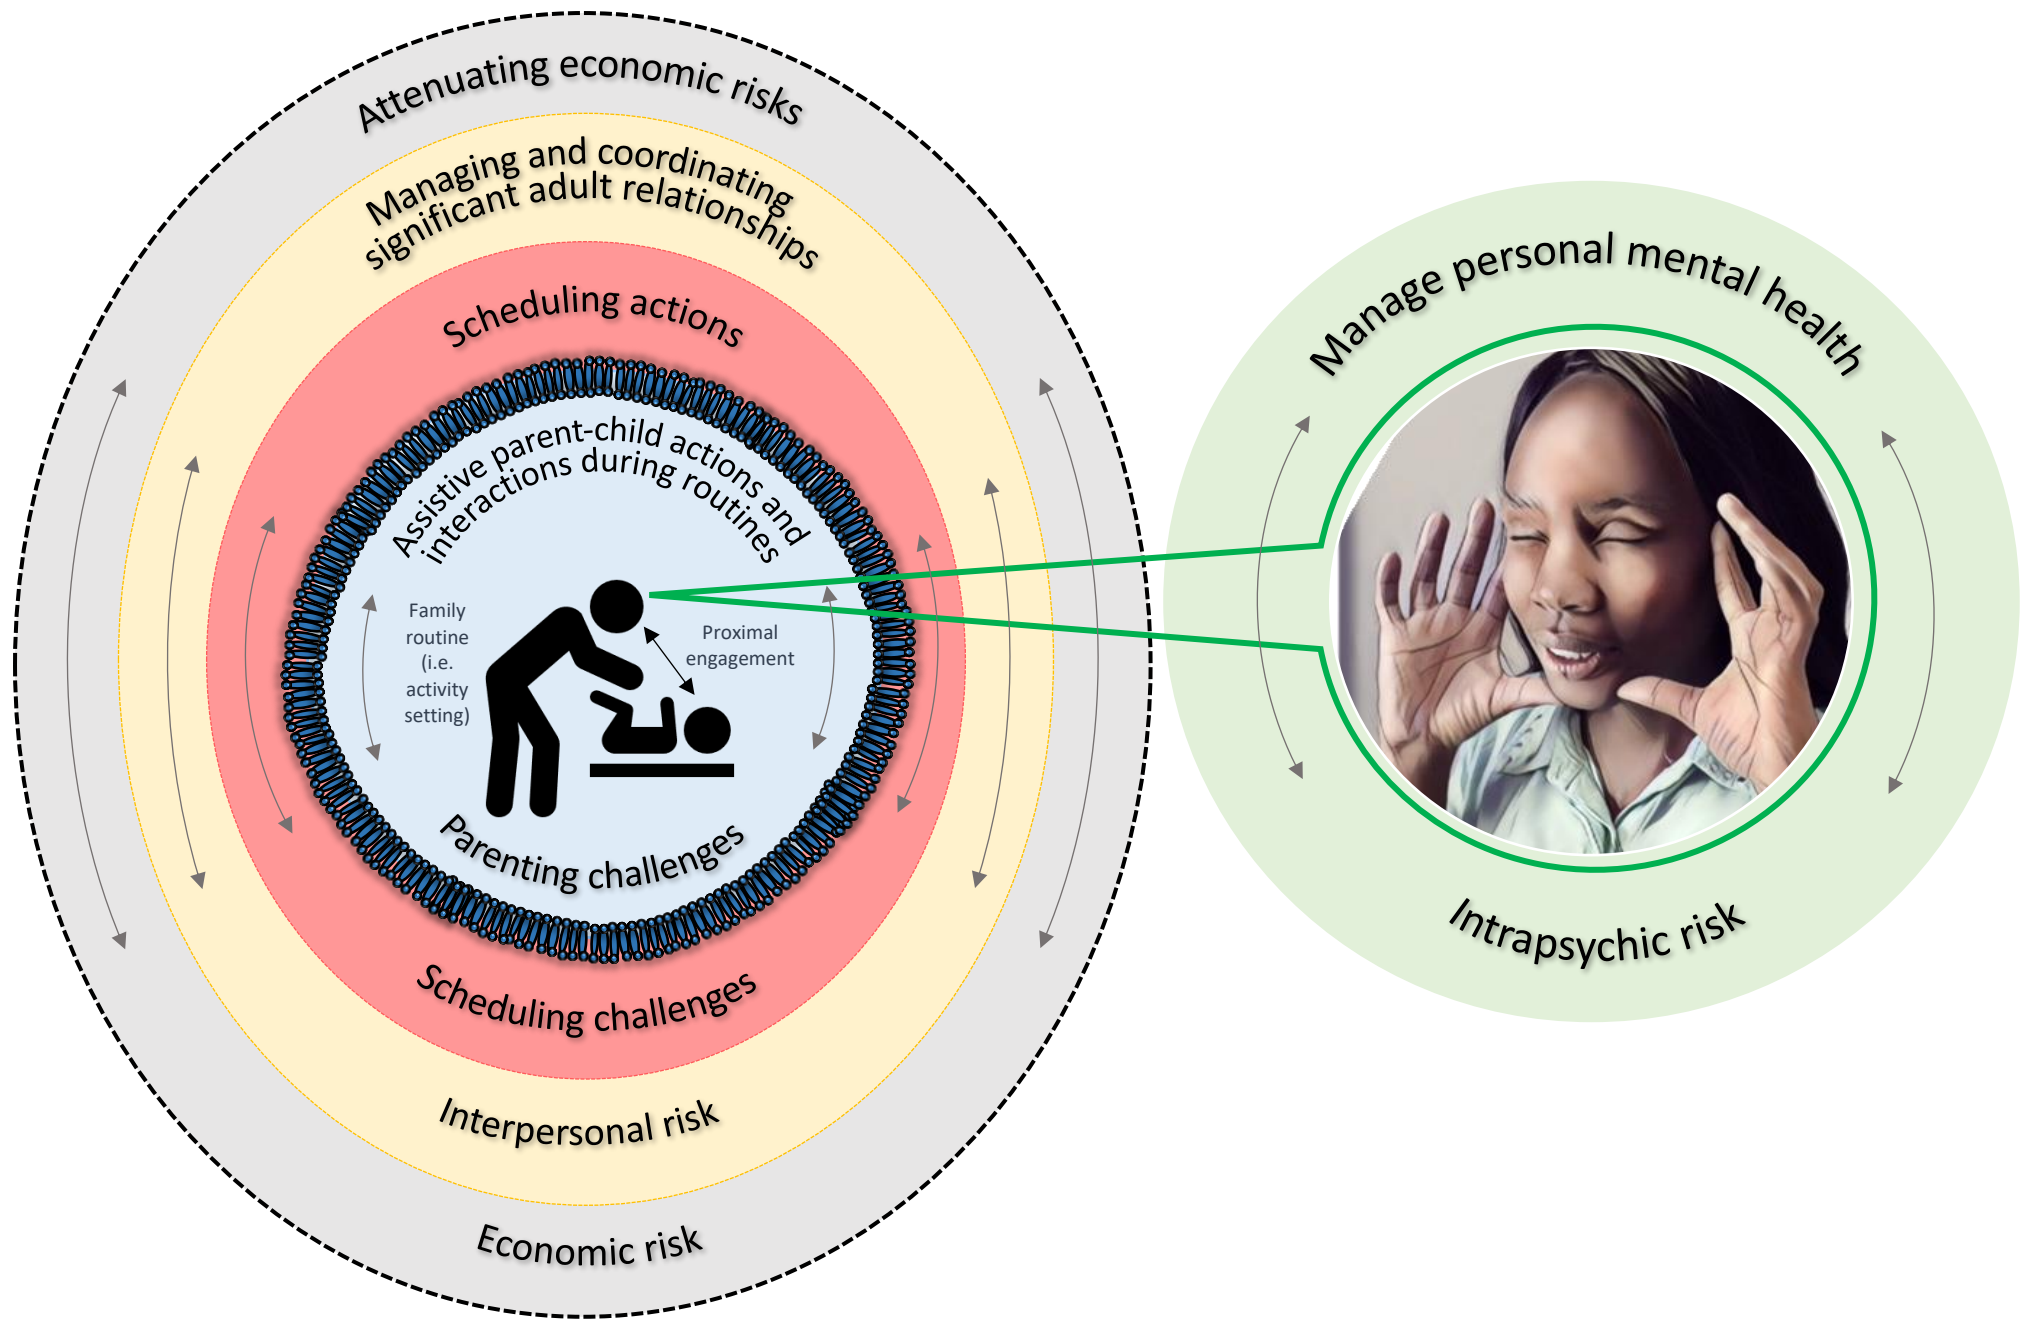 Attenuating economic risks
Managing and coordinating
significant adult relationships
Scheduling actions
Assistive parent-child actions and
interactions during routines
Family
routine
(i.e.
activity
setting)
Proximal
engagement
Parenting challenges
Scheduling challenges
Interpersonal risk
Economic risk
Manage personal mental health
Intrapsychic risk